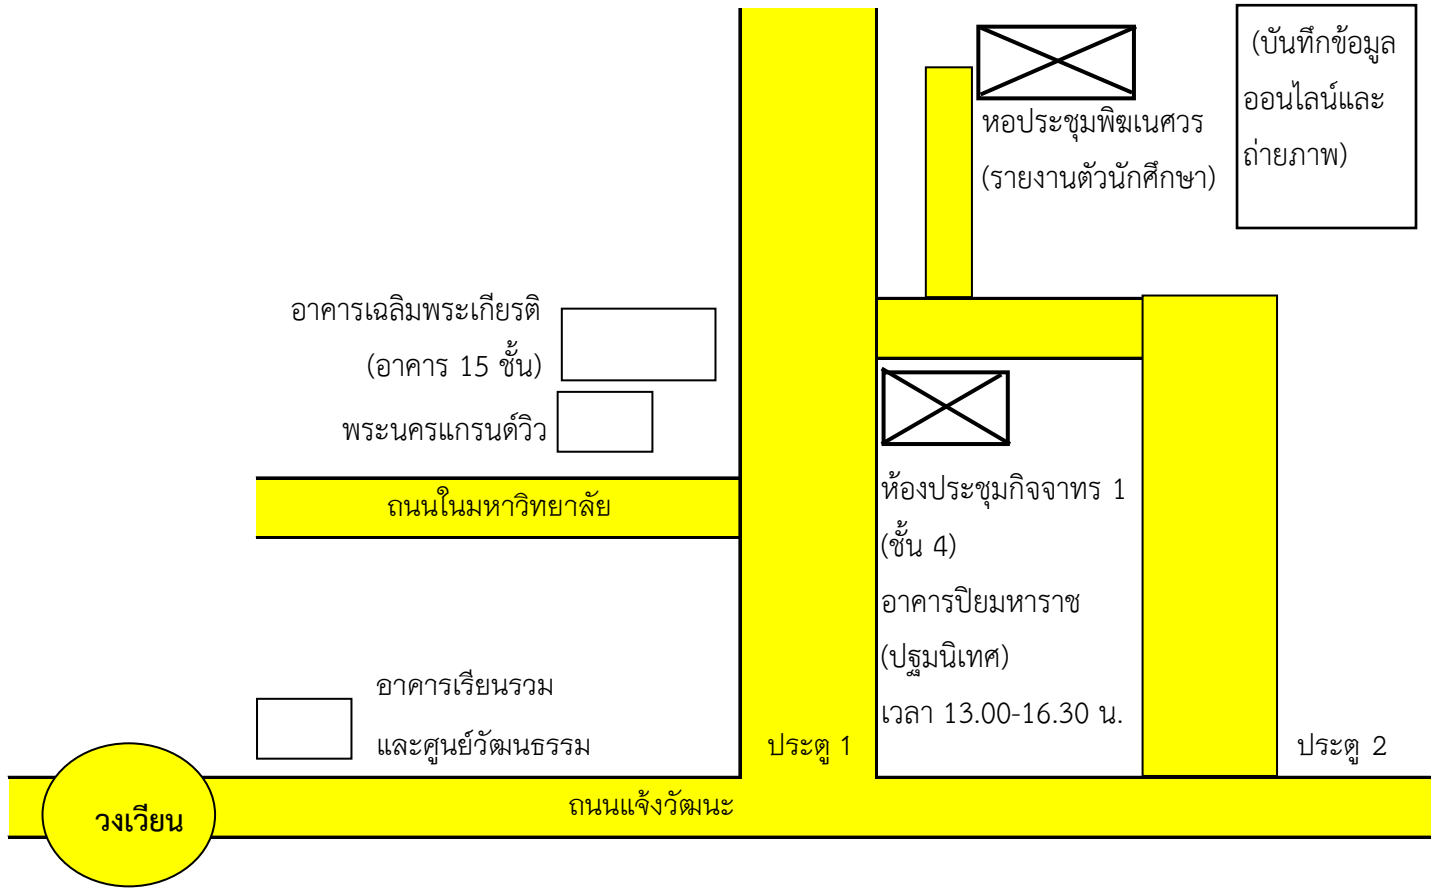 (บันทึกข้อมูล
ออนไลน์และ
ถ่ายภาพ)
หอประชุมพิฆเนศวร
(รายงานตัวนักศึกษา)
อาคารเฉลิมพระเกียรติ
(อาคาร 15 ชั้น)
พระนครแกรนด์วิว
ถนนในมหาวิทยาลัย
ห้องประชุมกิจจาทร 1
(ชั้น 4)
อาคารปิยมหาราช
(ปฐมนิเทศ)
เวลา 13.00-16.30 น.
อาคารเรียนรวม
และศูนย์วัฒนธรรม
ประตู 1
ประตู 2
ถนนแจ้งวัฒนะ
วงเวียน